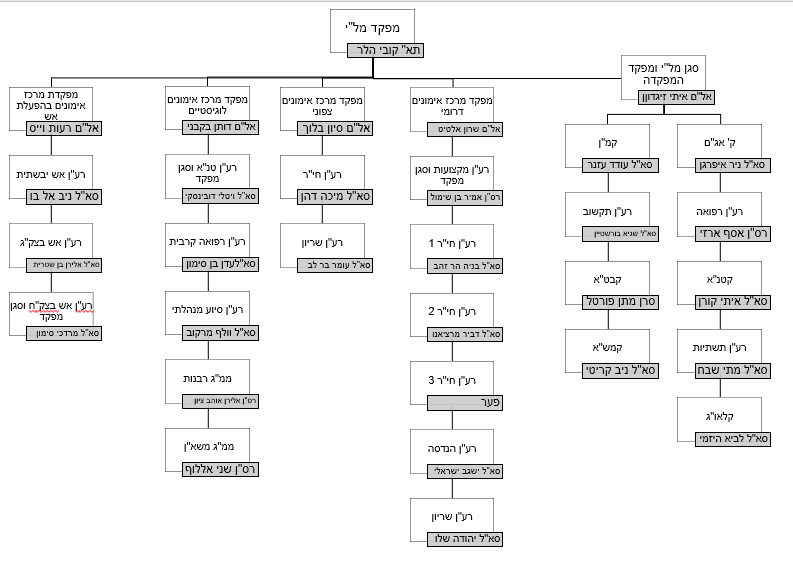 מפקד מל"י
תא" קובי הלר
סגן מל"י ומפקד
המפקדה
אל"ם איתי זיגדוןן
ק' אג"ם
סא"ל ניר איפרגן
רע"ן רפואה
רס"ן אסף ארזי
קטנ"א
סא"ל איתי קורן
רע"ן תשתיות
סא"ל מתי שבח
קלאו"ג
סא"ל לביא היזמי
קמ"ן
סא"ל עודד עזנר
רע"ן תקשוב
סא"ל שגיא בורשטיין
קבט"א
סרן מתן פורטל
קמש"א
סא"ל ניב קריטי
מפקד מרכז אימונים
דרומי
אל"ם שרון אלטיט
רע"ן מקצועות וסגן
מפקד
רס"ן אמיר בן שימול
רע"ן חי"ר 1
סא"ל בניה הר זהב
רע"ן חי"ר 2
סא"ל דביר מרציאנו
רע"ן חי"ר 3
פער
רע"ן הנדסה
סא"ל ישגב ישראלי
רע"ן שריון
סא"ל יהודה שלו
מפקד מרכז אימונים
צפוני
אל"ם סיון בלוך
רע"ן חי"ר
סא"ל מיכה דהן
רע"ן שריון
סא"ל עומר בר לב
מפקד מרכז אימונים
לוגיסטיים
אל"ם דותן בקבני
רע"ן טנ"א וסגן
מפקד
סא"ל ויטלי דובינסקי
רע"ן רפואה קרבית
סא"לעדן בן סימון
רע"ן סיוע מנהלתי
סא"ל וולף מרקוב
ממ"ג רבנות
רס"ן אלירן אוהב ציון
ממ"ג משא"ן
רס"ן שני אללוף
מפקדת מרכז
אימונים בהפעלת
אש
אל"ם רעות וייס
רע"ן אש יבשתית
סא"ל ניב אל בו
רע"ן אש בצק"ג
סא"ל אלירן בן שטרית
רע"ן אש בצק"ח וסגן
מפקד
סא"ל מרדכי סימון